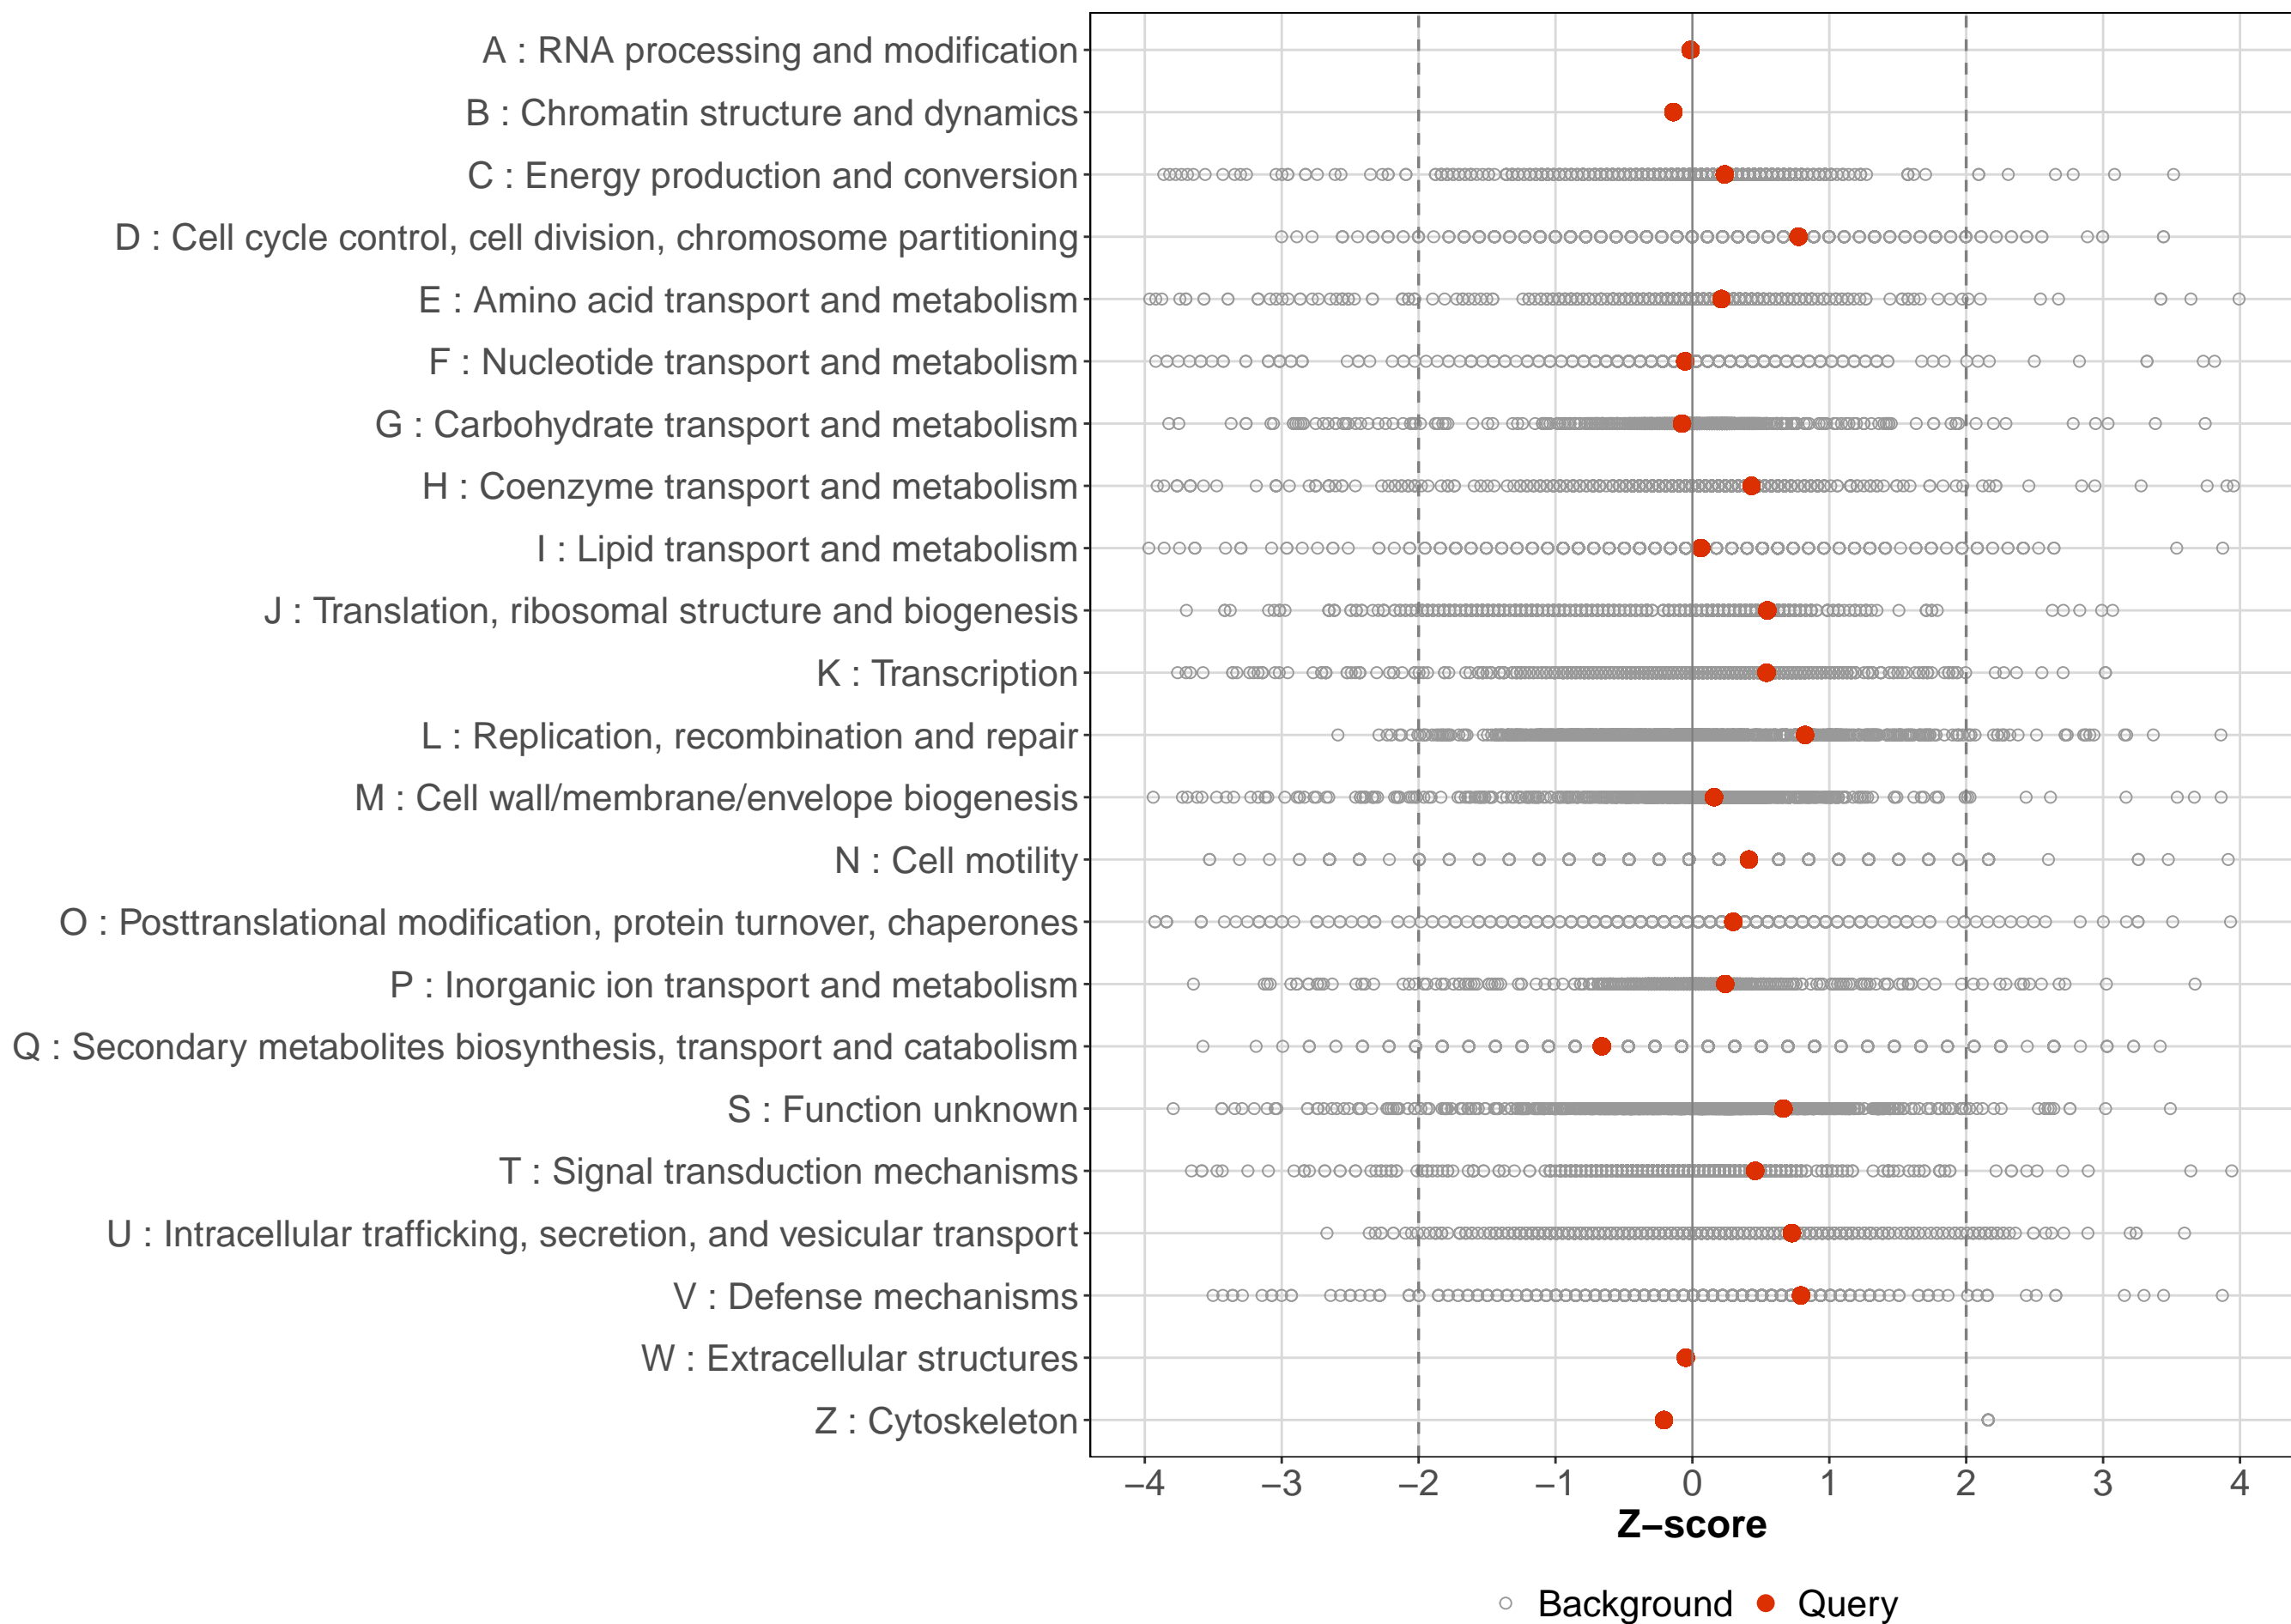 A : RNA processing and modification
B : Chromatin structure and dynamics
C : Energy production and conversion
D : Cell cycle control, cell division, chromosome partitioning
E : Amino acid transport and metabolism
F : Nucleotide transport and metabolism
G : Carbohydrate transport and metabolism
H : Coenzyme transport and metabolism
I : Lipid transport and metabolism
J : Translation, ribosomal structure and biogenesis
K : Transcription
L : Replication, recombination and repair
M : Cell wall/membrane/envelope biogenesis
N : Cell motility
O : Posttranslational modification, protein turnover, chaperones
P : Inorganic ion transport and metabolism
Q : Secondary metabolites biosynthesis, transport and catabolism
S : Function unknown
T : Signal transduction mechanisms
U : Intracellular trafficking, secretion, and vesicular transport
V : Defense mechanisms
W : Extracellular structures
Z : Cytoskeleton
−4 −3 −2 −1 0 1 2 3 4
Z−score
Background Query